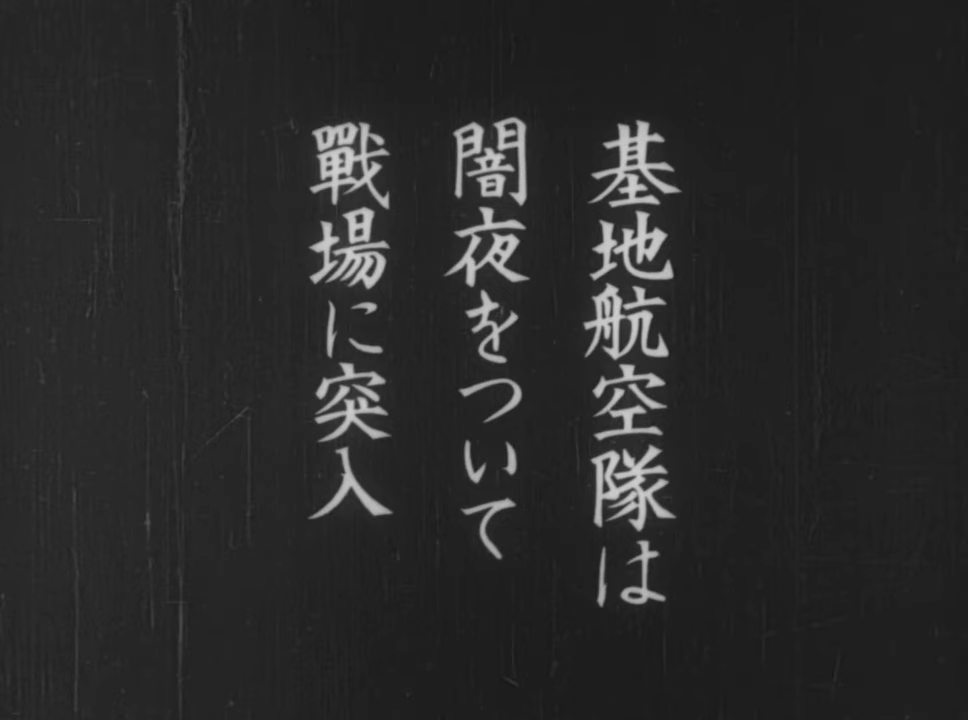 基地航空隊は
闇夜をついて
戰場に突入